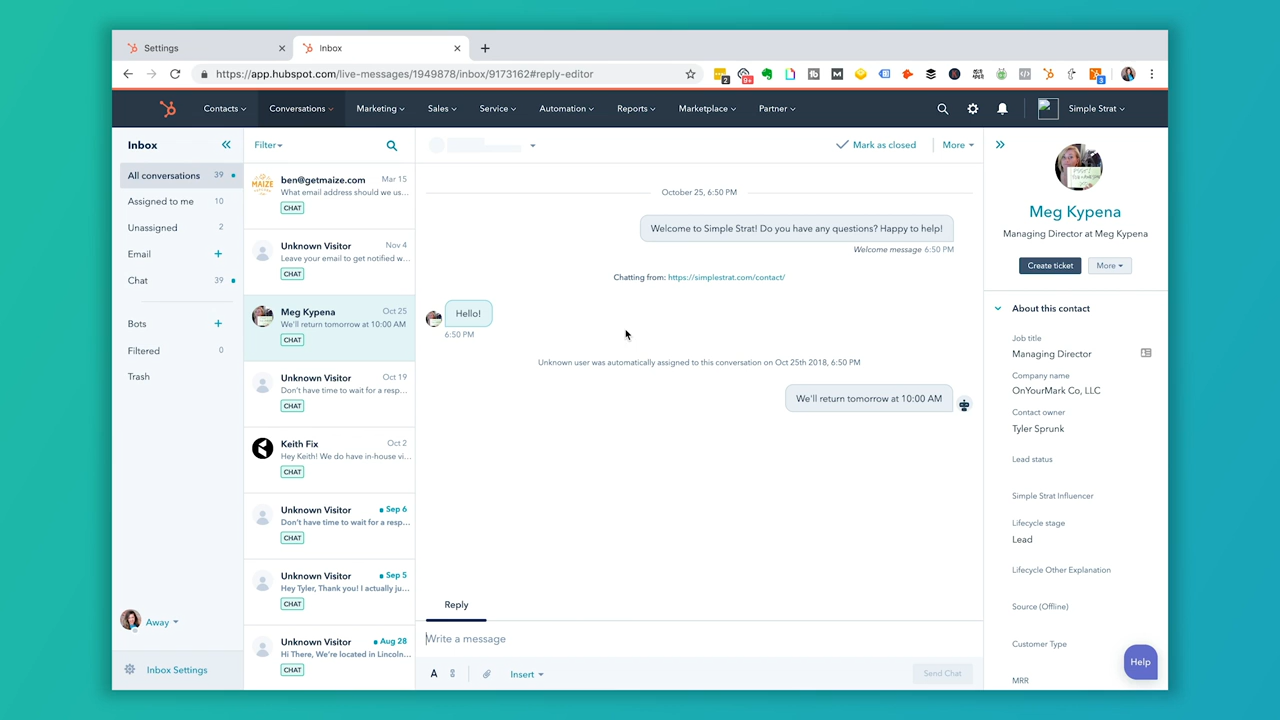 Settings
Inbox
https://app.hubspot.com/live-messages/1949878/inbox/9173162#reply-editor
2
9+
3
Contacts
Conversations
Marketing
Sales
Service
Automation
Reports
Marketplace
Partner
Simple Strat
Inbox
All conversations 39
Assigned to me 10
Unassigned 2
Email +
Chat 39
Bots +
Filtered 0
Trash
Away
Inbox Settings
Filter
MAIZE
ben@getmaize.com Mar 15
What email address should we us...
CHAT
Unknown Visitor Nov 4
Leave your email to get notified w...
CHAT
Meg Kypena Oct 25
We'll return tomorrow at 10:00 AM
CHAT
Unknown Visitor Oct 19
Don't have time to wait for a resp...
CHAT
Keith Fix Oct 2
Hey Keith! We do have in-house vi...
CHAT
Unknown Visitor Sep 6
Don't have time to wait for a resp...
CHAT
Unknown Visitor Sep 5
Hey Tyler, Thank you! I actually ju...
CHAT
Unknown Visitor Aug 28
Hi There, We're located in Lincoln...
CHAT
Mark as closed
More
October 25, 6:50 PM
Welcome to Simple Strat! Do you have any questions? Happy to help!
Welcome message 6:50 PM
Chatting from: https://simplestrat.com/contact/
Hello!
6:50 PM
Unknown user was automatically assigned to this conversation on Oct 25th 2018, 6:50 PM
We'll return tomorrow at 10:00 AM
Reply
Write a message
A
Insert
Send Chat
Meg Kypena
Managing Director at Meg Kypena
Create ticket
More
About this contact
Job title
Managing Director
Company name
OnYourMark Co, LLC
Contact owner
Tyler Sprunk
Lead status
Simple Strat Influencer
Lifecycle stage
Lead
Lifecycle Other Explanation
Source (Offline)
Customer Type
MRR
Help